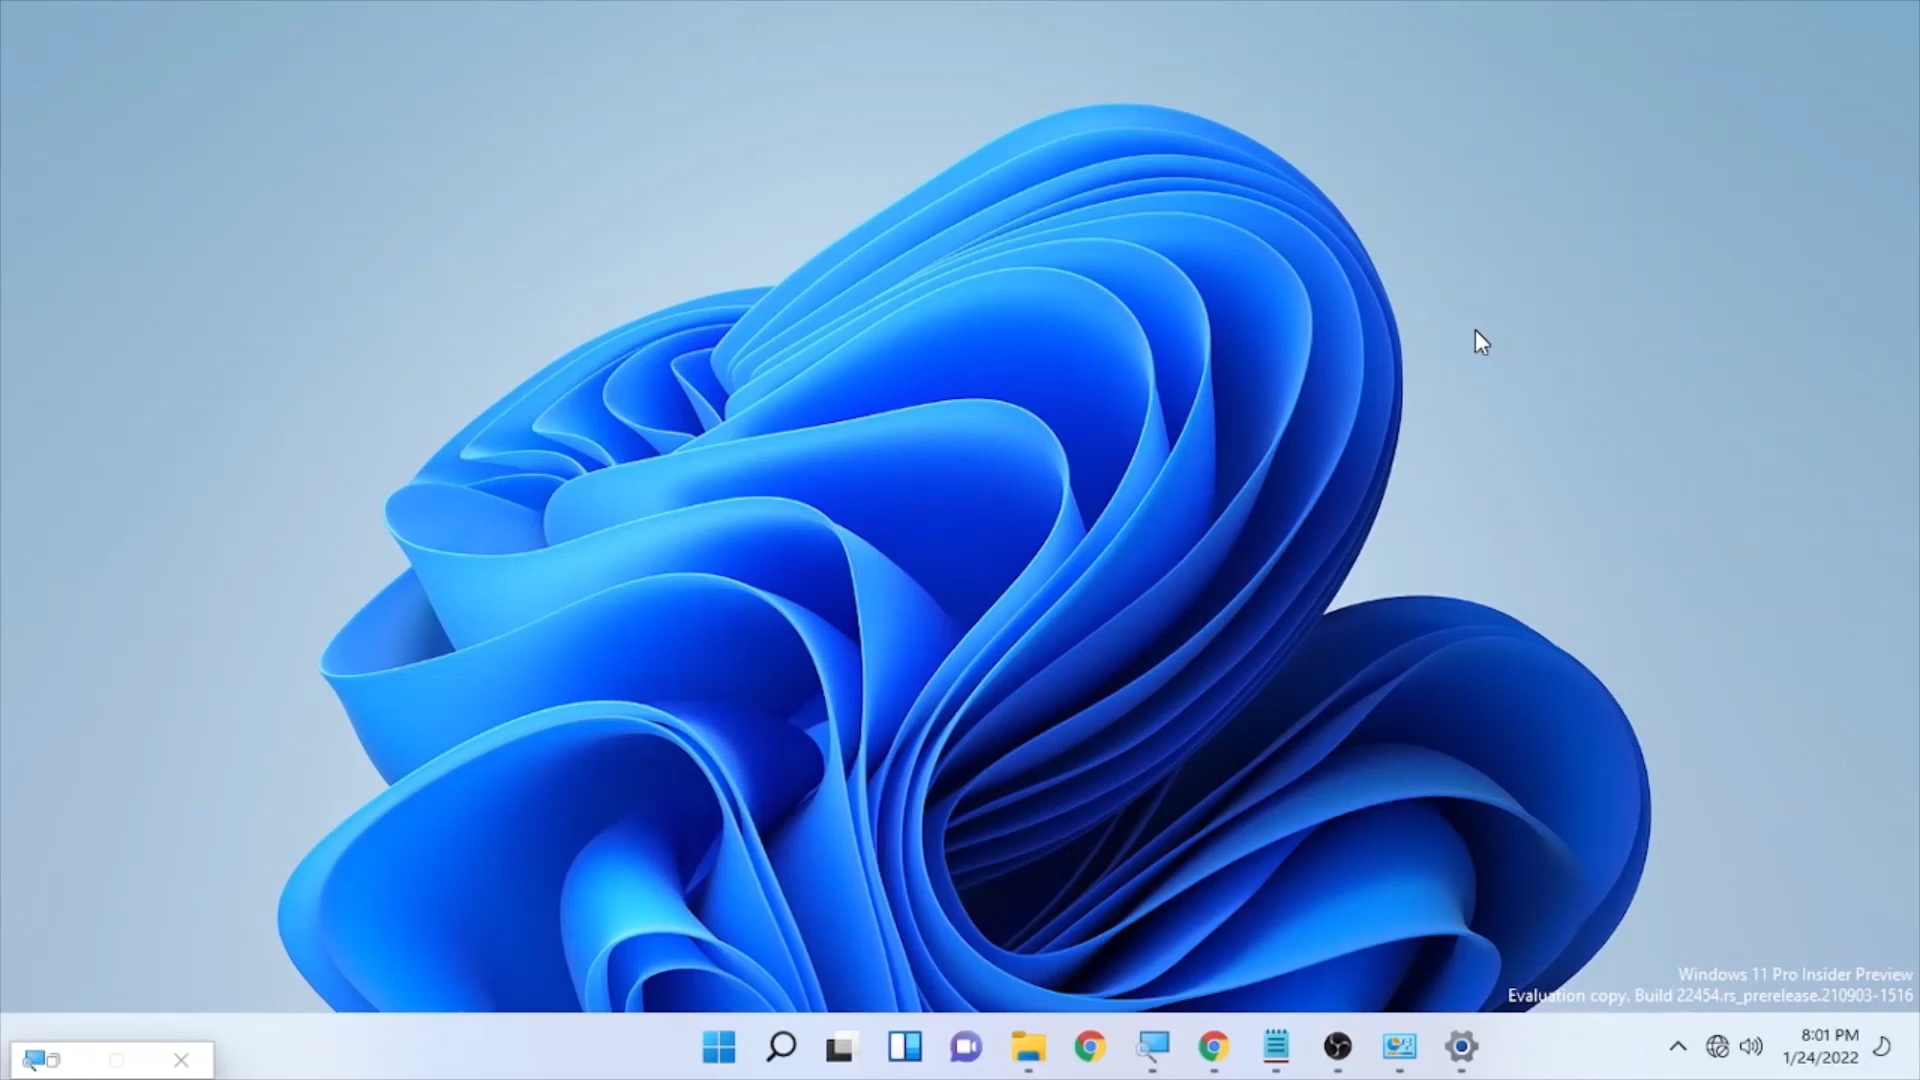 Windows 11 Pro Insider Preview
Evaluation copy. Build 22454.rs_prerelease.210903-1516
8:01 PM
1/24/2022